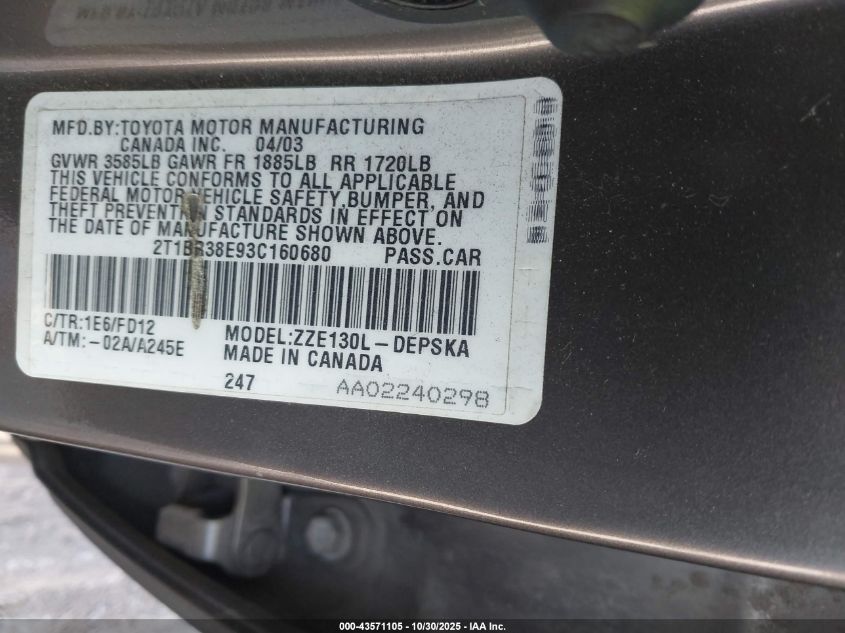 MFD.BY:TOYOTA MOTOR MANUFACTURING
CANADA INC. 04/03
GVWR 3585LB GAWR FR 1885LB RR 1720LB
THIS VEHICLE CONFORMS TO ALL APPLICABLE
FEDERAL MOTOR VEHICLE SAFETY,BUMPER, AND
THEFT PREVENTION STANDARDS IN EFFECT ON
THE DATE OF MANUFACTURE SHOWN ABOVE.
2T1BR38E93C160680 PASS.CAR
C/TR:1E6/FD12
A/TM:-02A/A245E
MODEL:ZZE130L-DEPSKA
MADE IN CANADA
247 AA02240298
000-43571105 - 10/30/2025 - IAA Inc.